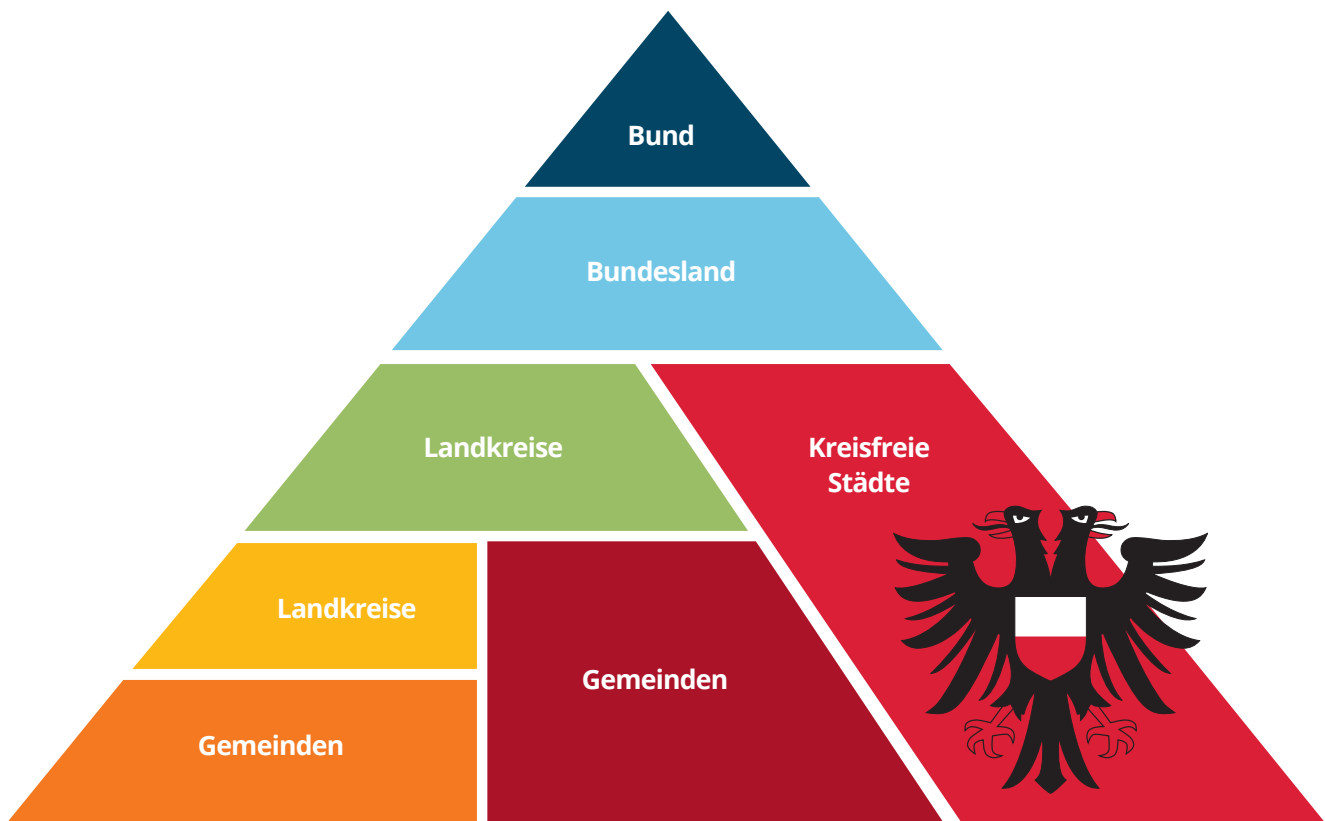 Bund
Bundesland
Landkreise
Kreisfreie
Städte
Landkreise
Gemeinden
Gemeinden